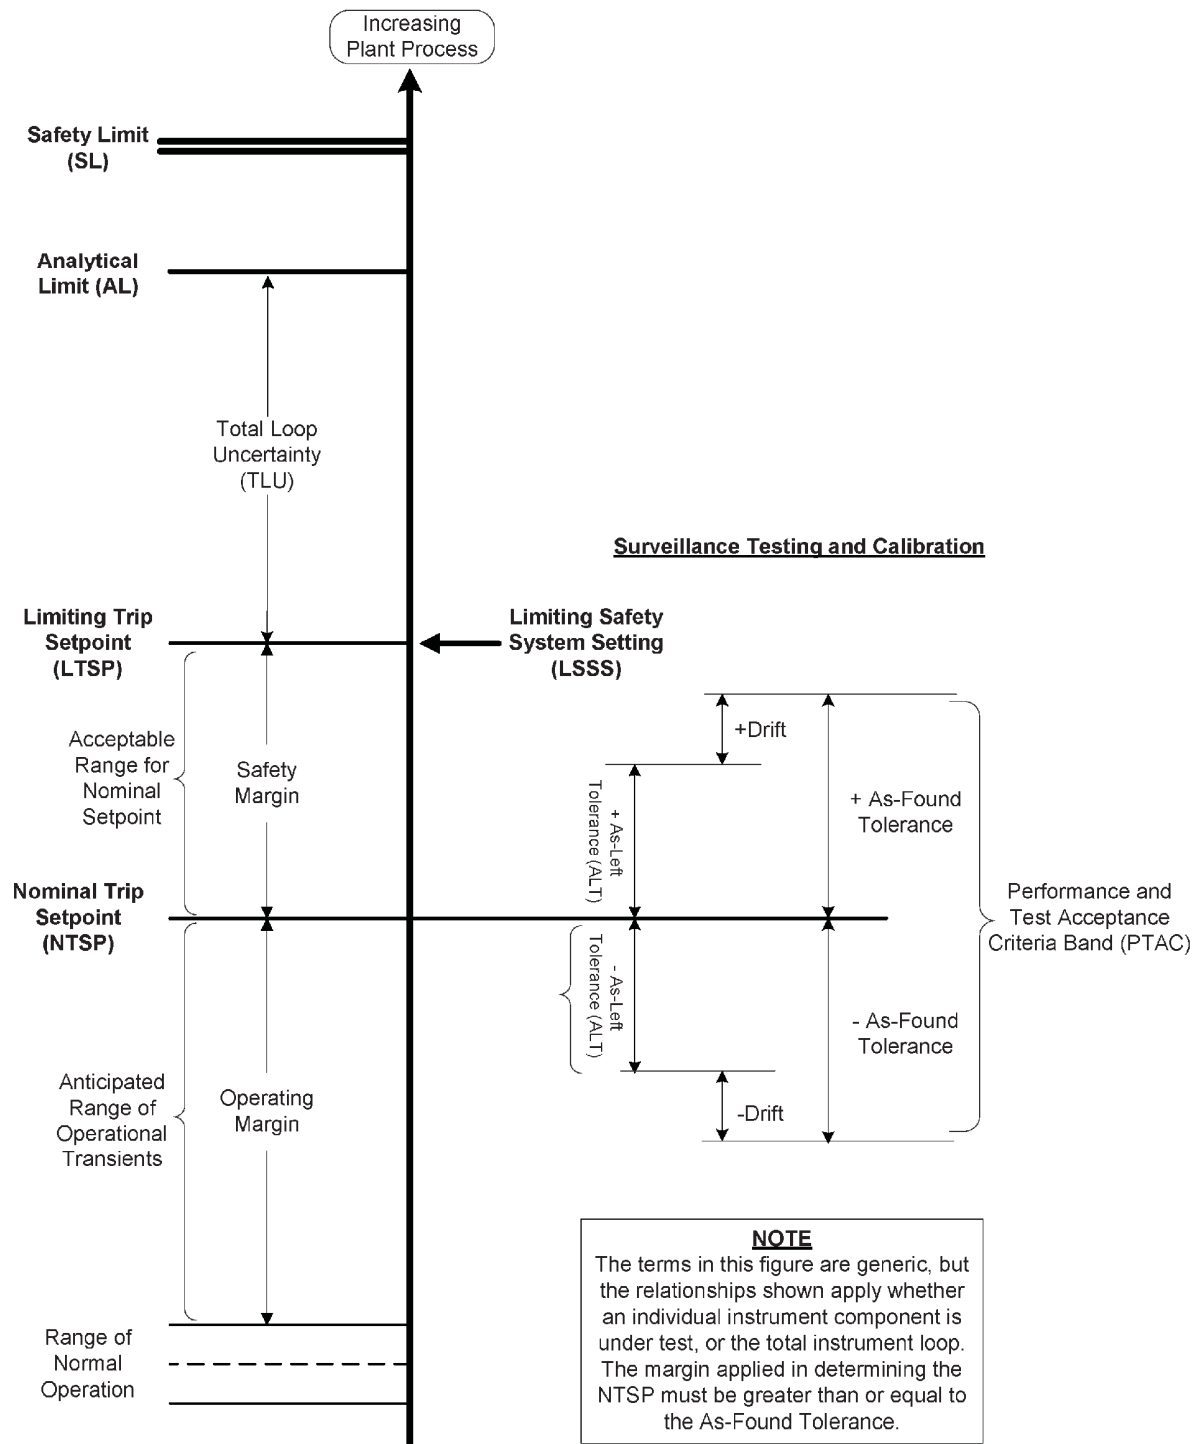 Increasing
Plant Process
Safety Limit
(SL)
Analytical
Limit (AL)
Total Loop
Uncertainty
(TLU)
Surveillance Testing and Calibration
Limiting Trip
Setpoint
(LTSP)
Limiting Safety
System Setting
(LSSS)
Acceptable
Range for
Nominal
Setpoint
Safety
Margin
+Drift
+ As-Left
Tolerance (ALT)
+ As-Found
Tolerance
Nominal Trip
Setpoint
(NTSP)
Performance and
Test Acceptance
Criteria Band (PTAC)
- As-Left
Tolerance (ALT)
- As-Found
Tolerance
Anticipated
Range of
Operational
Transients
Operating
Margin
-Drift
Range of
Normal
Operation
NOTE
The terms in this figure are generic, but
the relationships shown apply whether
an individual instrument component is
under test, or the total instrument loop.
The margin applied in determining the
NTSP must be greater than or equal to
the As-Found Tolerance.